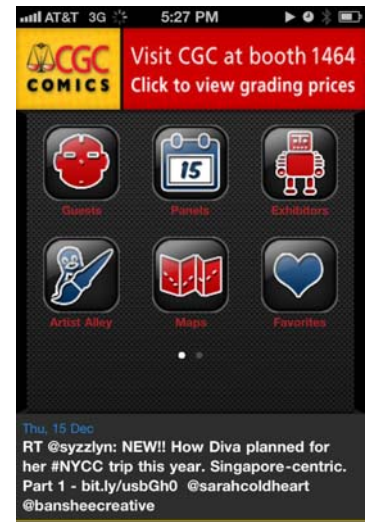 AT&T 3G 5:27 PM
CGC
COMICS
Visit CGC at booth 1464
Click to view grading prices
15
Guests Panels Exhibitors
Artist Alley Maps Favorites
Thu, 15 Dec
RT @syzzlyn: NEW!! How Diva planned for
her #NYCC trip this year. Singapore-centric.
Part 1 - bit.ly/usbGh0 @sarahcoldheart
@bansheecreative